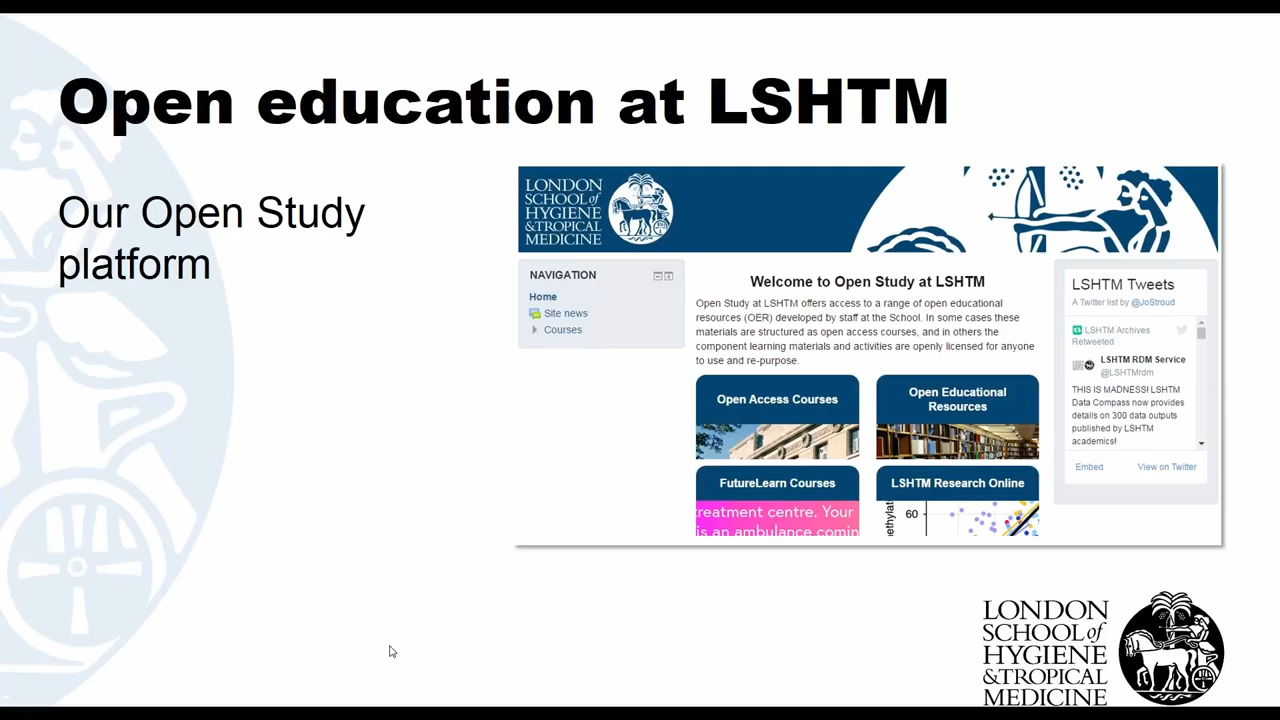 Open education at LSHTM
Our Open Study
platform
LONDON
SCHOOL of
HYGIENE
& TROPICAL
MEDICINE
NAVIGATION
Home
Site news
Courses
Welcome to Open Study at LSHTM
Open Study at LSHTM offers access to a range of open educational
resources (OER) developed by staff at the School. In some cases these
materials are structured as open access courses, and in others the
component learning materials and activities are openly licensed for anyone
to use and re-purpose.
Open Access Courses
Open Educational
Resources
FutureLearn Courses
LSHTM Research Online
treatment centre. Your
is an ambulance comin
60
LSHTM Tweets
A Twitter list by @JoStroud
LSHTM Archives
Retweeted
LSHTM RDM Service
@LSHTMrdm
THIS IS MADNESS! LSHTM
Data Compass now provides
details on 300 data outputs
published by LSHTM
academics!
Embed
View on Twitter
LONDON
SCHOOL of
HYGIENE
& TROPICAL
MEDICINE